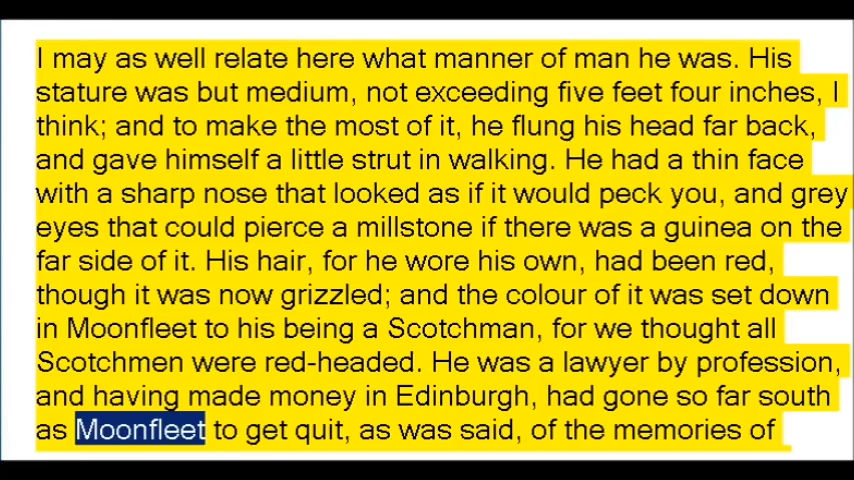 I may as well relate here what manner of man he was. His
stature was but medium, not exceeding five feet four inches, I
think; and to make the most of it, he flung his head far back,
and gave himself a little strut in walking. He had a thin face
with a sharp nose that looked as if it would peck you, and grey
eyes that could pierce a millstone if there was a guinea on the
far side of it. His hair, for he wore his own, had been red,
though it was now grizzled; and the colour of it was set down
in Moonfleet to his being a Scotchman, for we thought all
Scotchmen were red-headed. He was a lawyer by profession,
and having made money in Edinburgh, had gone so far south
as Moonfleet to get quit, as was said, of the memories of